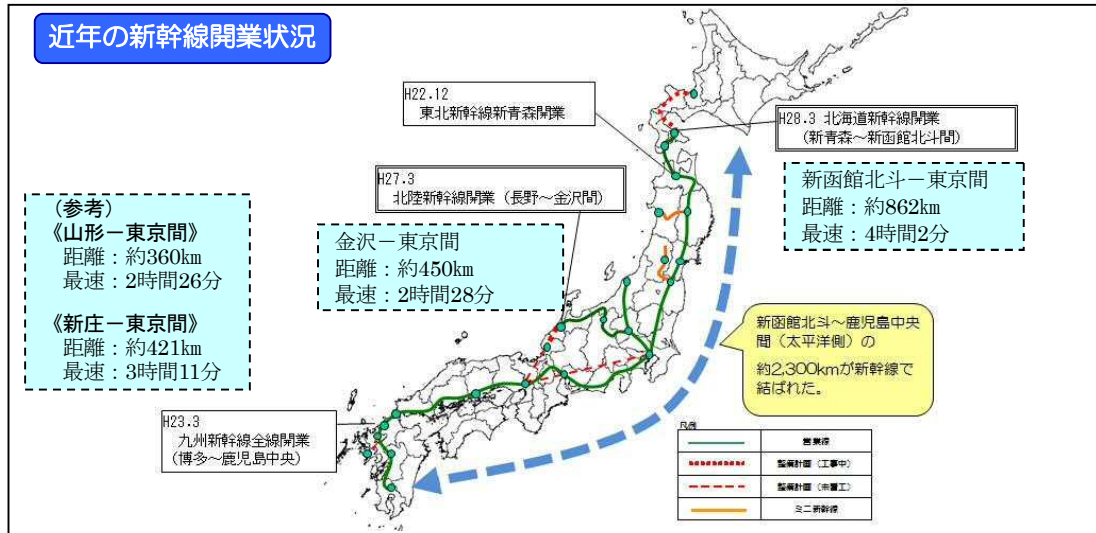 近年の新幹線開業状況
H22.12
東北新幹線新青森開業
H28.3 北海道新幹線開業
(新青森～新函館北斗間)
H27.3
北陸新幹線開業(長野～金沢間)
新函館北斗－東京間
距離：約862km
最速：4時間2分
(参考)
《山形－東京間》
距離：約360km
最速：2時間26分
《新庄－東京間》
距離：約421km
最速：3時間11分
金沢－東京間
距離：約450km
最速：2時間28分
新函館北斗～鹿児島中央
間(太平洋側)の
約2,300kmが新幹線で
結ばれた。
H23.3
九州新幹線全線開業
(博多～鹿児島中央)
凡例
営業線
整備計画(工事中)
整備計画(未着工)
ミニ新幹線